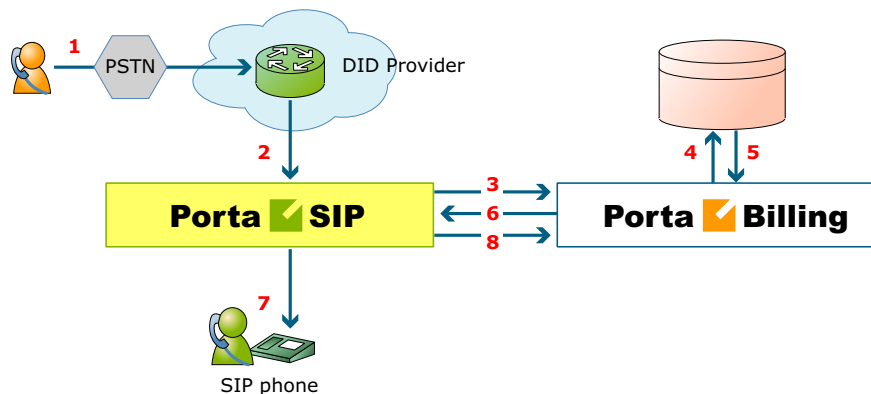 1
PSTN
DID Provider
2
4
5
3
Porta SIP
6
Porta Billing
8
7
SIP phone